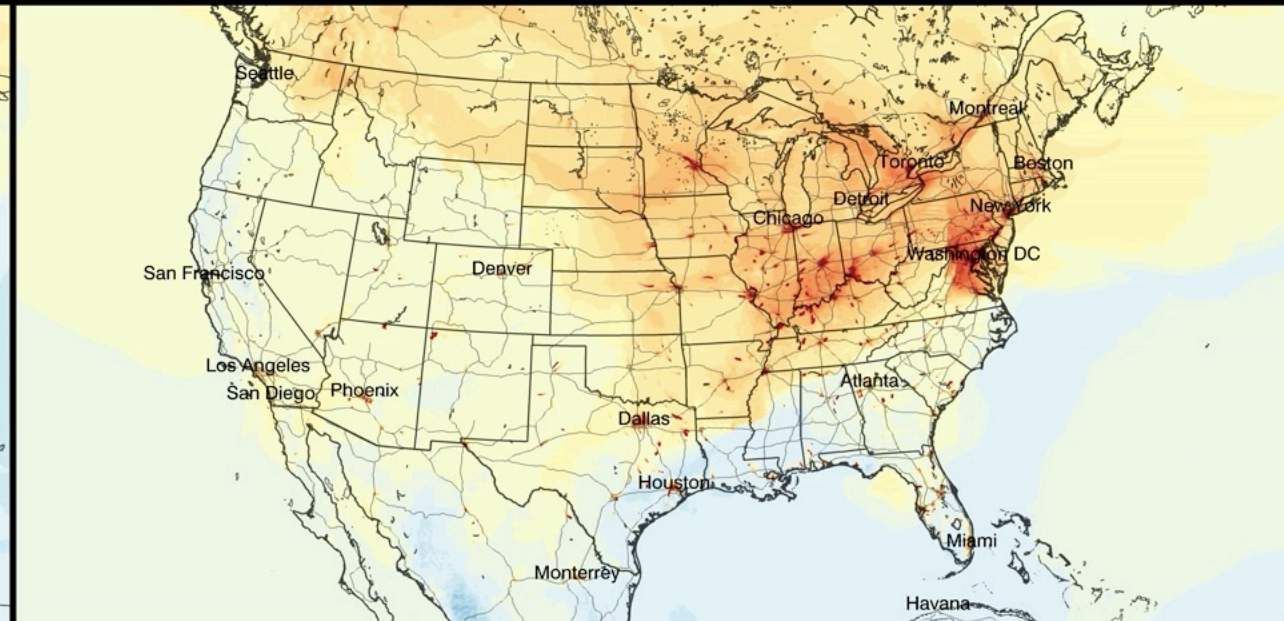 Seattle
Montreal
Toronto
Boston
Detroit
New York
Chicago
Washington DC
San Francisco
Denver
Los Angeles
San Diego
Phoenix
Atlanta
Dallas
Houston
Miami
Monterrey
Havana